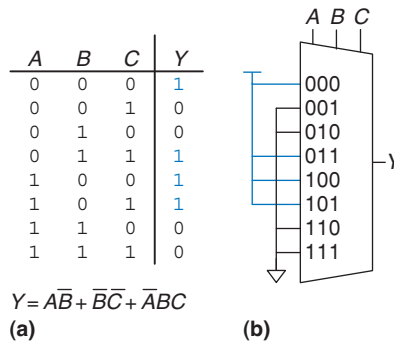 A B C Y
0 0 0 1
0 0 1 0
0 1 0 0
0 1 1 1
1 0 0 1
1 0 1 1
1 1 0 0
1 1 1 0
Y = AB̅ + B̅C̅ + A̅BC
(a)
A B C
000
001
010
011
100
101
110
111
Y
(b)